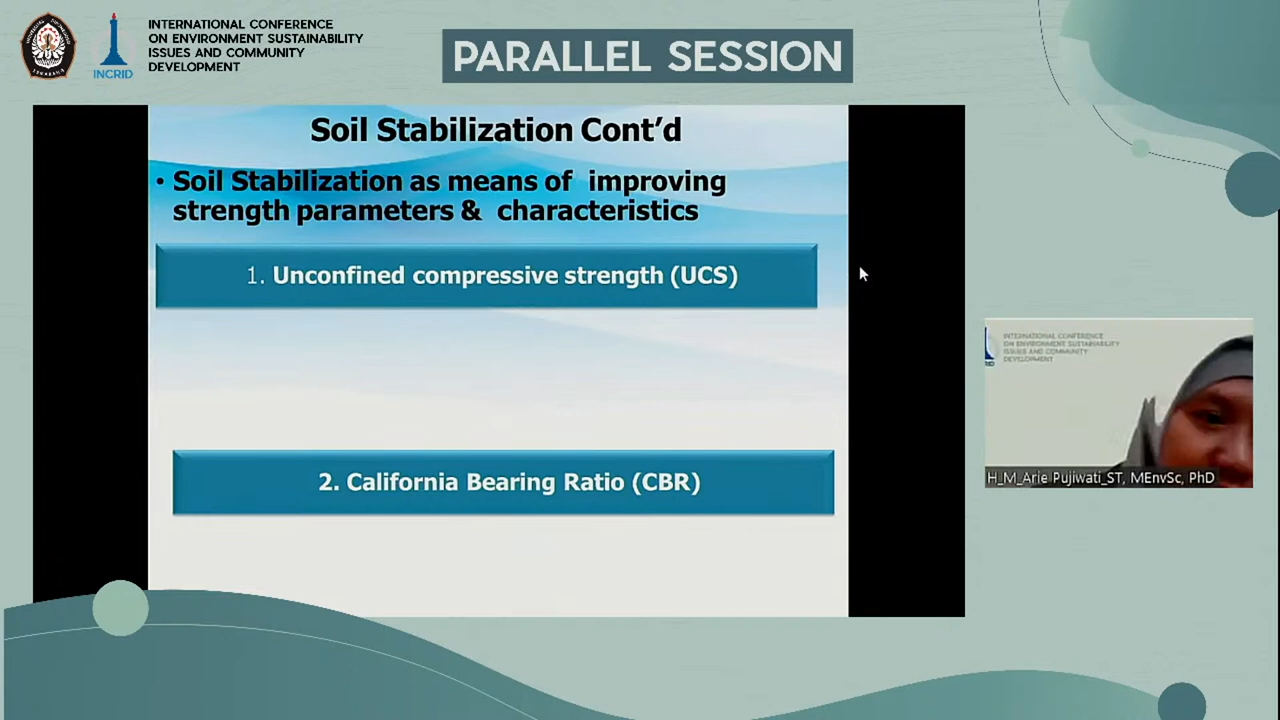 INTERNATIONAL CONFERENCE
ON ENVIRONMENT SUSTAINABILITY
ISSUES AND COMMUNITY
DEVELOPMENT
INCRID
PARALLEL SESSION
Soil Stabilization Cont’d
• Soil Stabilization as means of improving
strength parameters & characteristics
1. Unconfined compressive strength (UCS)
2. California Bearing Ratio (CBR)
INTERNATIONAL CONFERENCE
ON ENVIRONMENT SUSTAINABILITY
ISSUES AND COMMUNITY
DEVELOPMENT
H_M_Arie Pujiwati_ST, MEnvSc, PhD